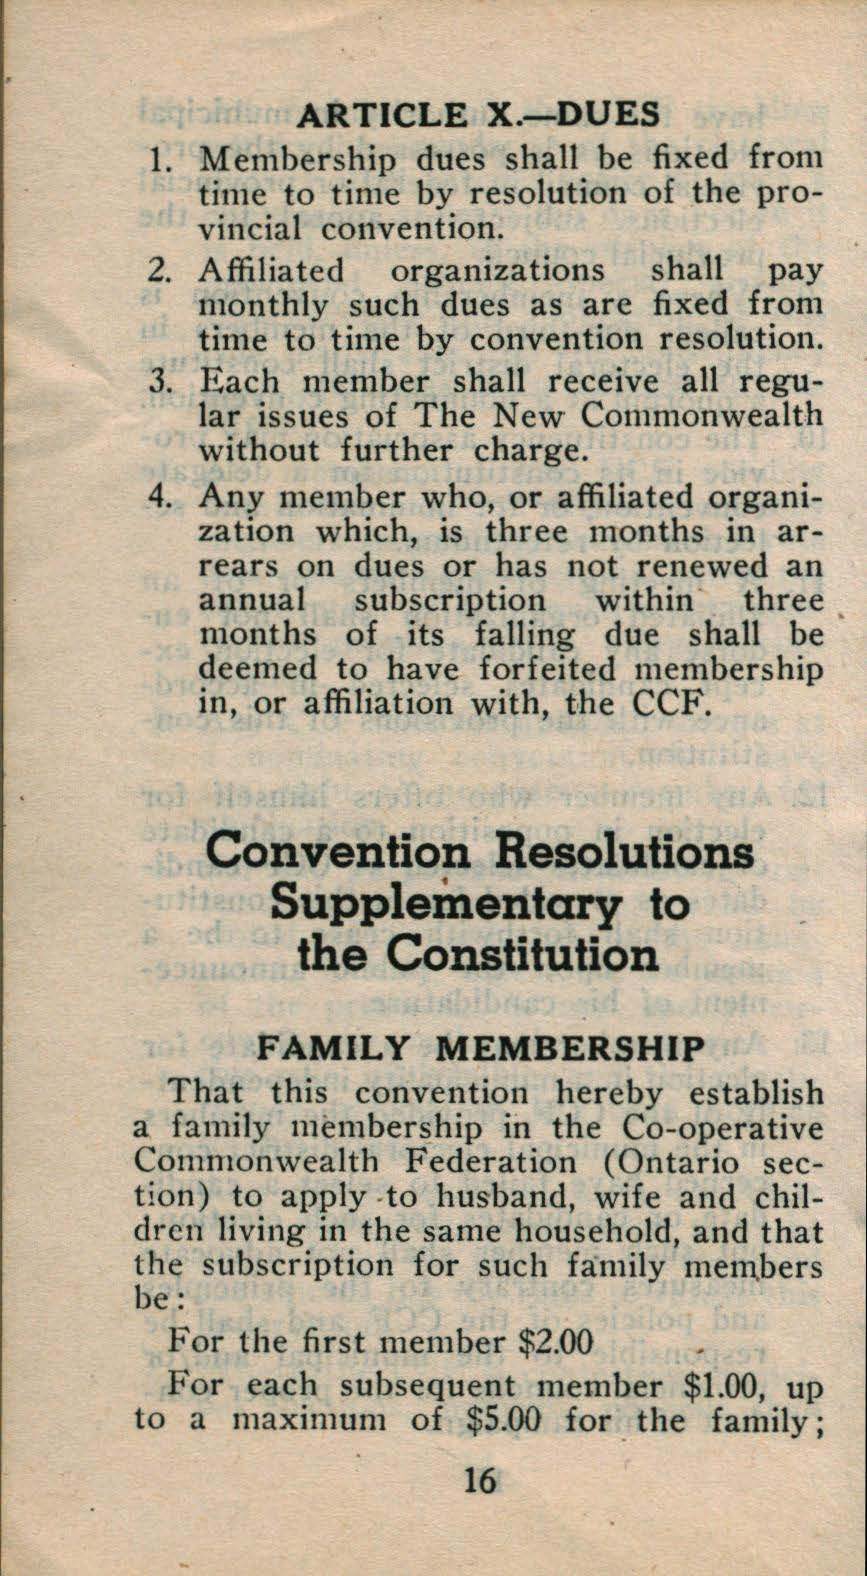 ARTICLE X.—DUES
1. Membership dues shall be fixed from
time to time by resolution of the pro-
vincial convention.
2. Affiliated organizations shall pay
monthly such dues as are fixed from
time to time by convention resolution.
3. Each member shall receive all regu-
lar issues of The New Commonwealth
without further charge.
4. Any member who, or affiliated organi-
zation which, is three months in ar-
rears on dues or has not renewed an
annual subscription within three
months of its falling due shall be
deemed to have forfeited membership
in, or affiliation with, the CCF.
Convention Resolutions
Supplementary to
the Constitution
FAMILY MEMBERSHIP
That this convention hereby establish
a family membership in the Co-operative
Commonwealth Federation (Ontario sec-
tion) to apply to husband, wife and chil-
dren living in the same household, and that
the subscription for such family members
be:
For the first member $2.00
For each subsequent member $1.00, up
to a maximum of $5.00 for the family;
16